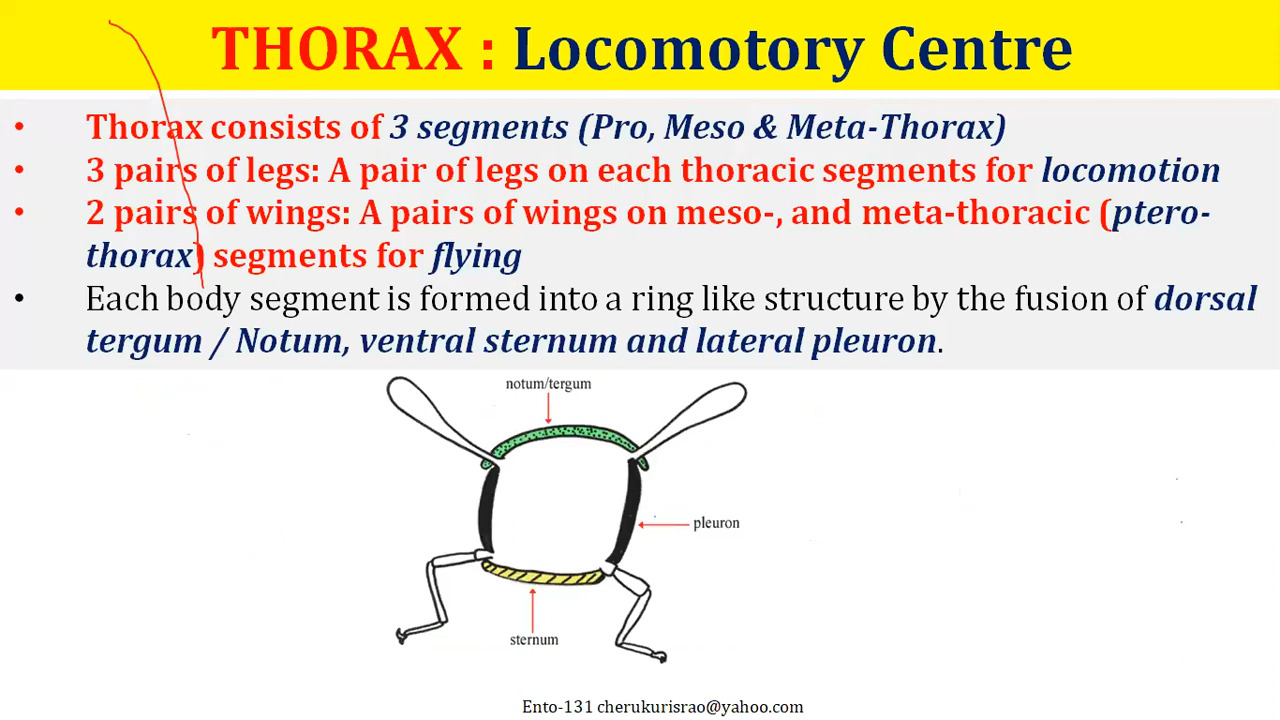 THORAX : Locomotory Centre
• Thorax consists of 3 segments (Pro, Meso & Meta-Thorax)
• 3 pairs of legs: A pair of legs on each thoracic segments for locomotion
• 2 pairs of wings: A pairs of wings on meso-, and meta-thoracic (ptero-
thorax) segments for flying
• Each body segment is formed into a ring like structure by the fusion of dorsal
tergum / Notum, ventral sternum and lateral pleuron.
notum/tergum
pleuron
sternum
Ento-131 cherukurisrao@yahoo.com